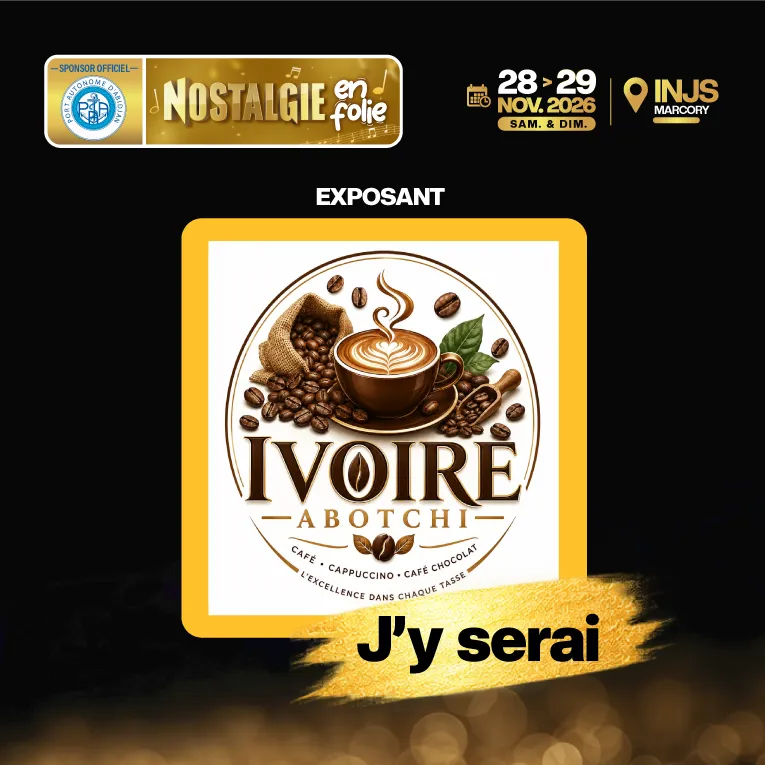 SPONSOR OFFICIEL
PORT AUTONOME D'ABIDJAN
PAA
NOSTALGIE en folie
28 > 29
NOV. 2026
SAM. & DIM.
INJS
MARCORY
EXPOSANT
IVOIRE
ABOTCHI
CAFÉ • CAPPUCCINO • CAFÉ CHOCOLAT
L'EXCELLENCE DANS CHAQUE TASSE
J'y serai